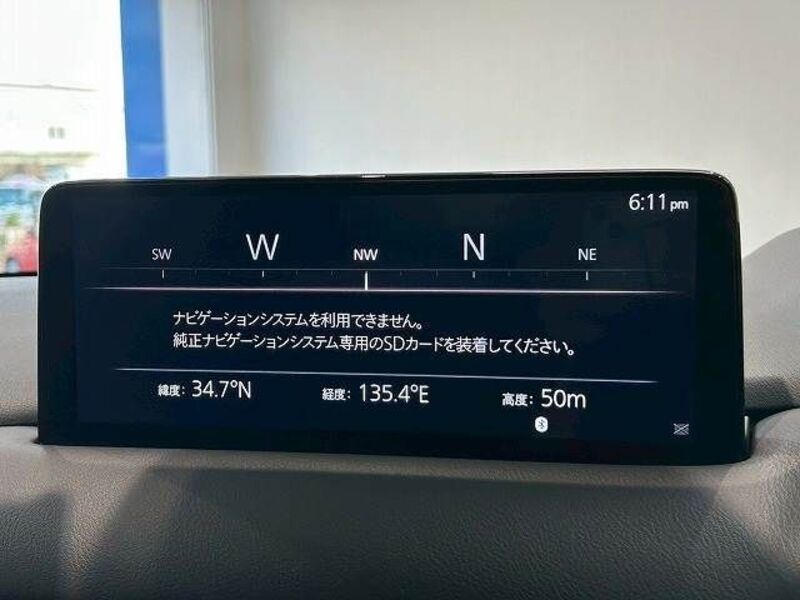 6:11pm
SW W NW N NE
ナビゲーションシステムを利用できません。
純正ナビゲーションシステム専用のSDカードを装着してください。
緯度: 34.7°N 経度: 135.4°E 高度: 50m